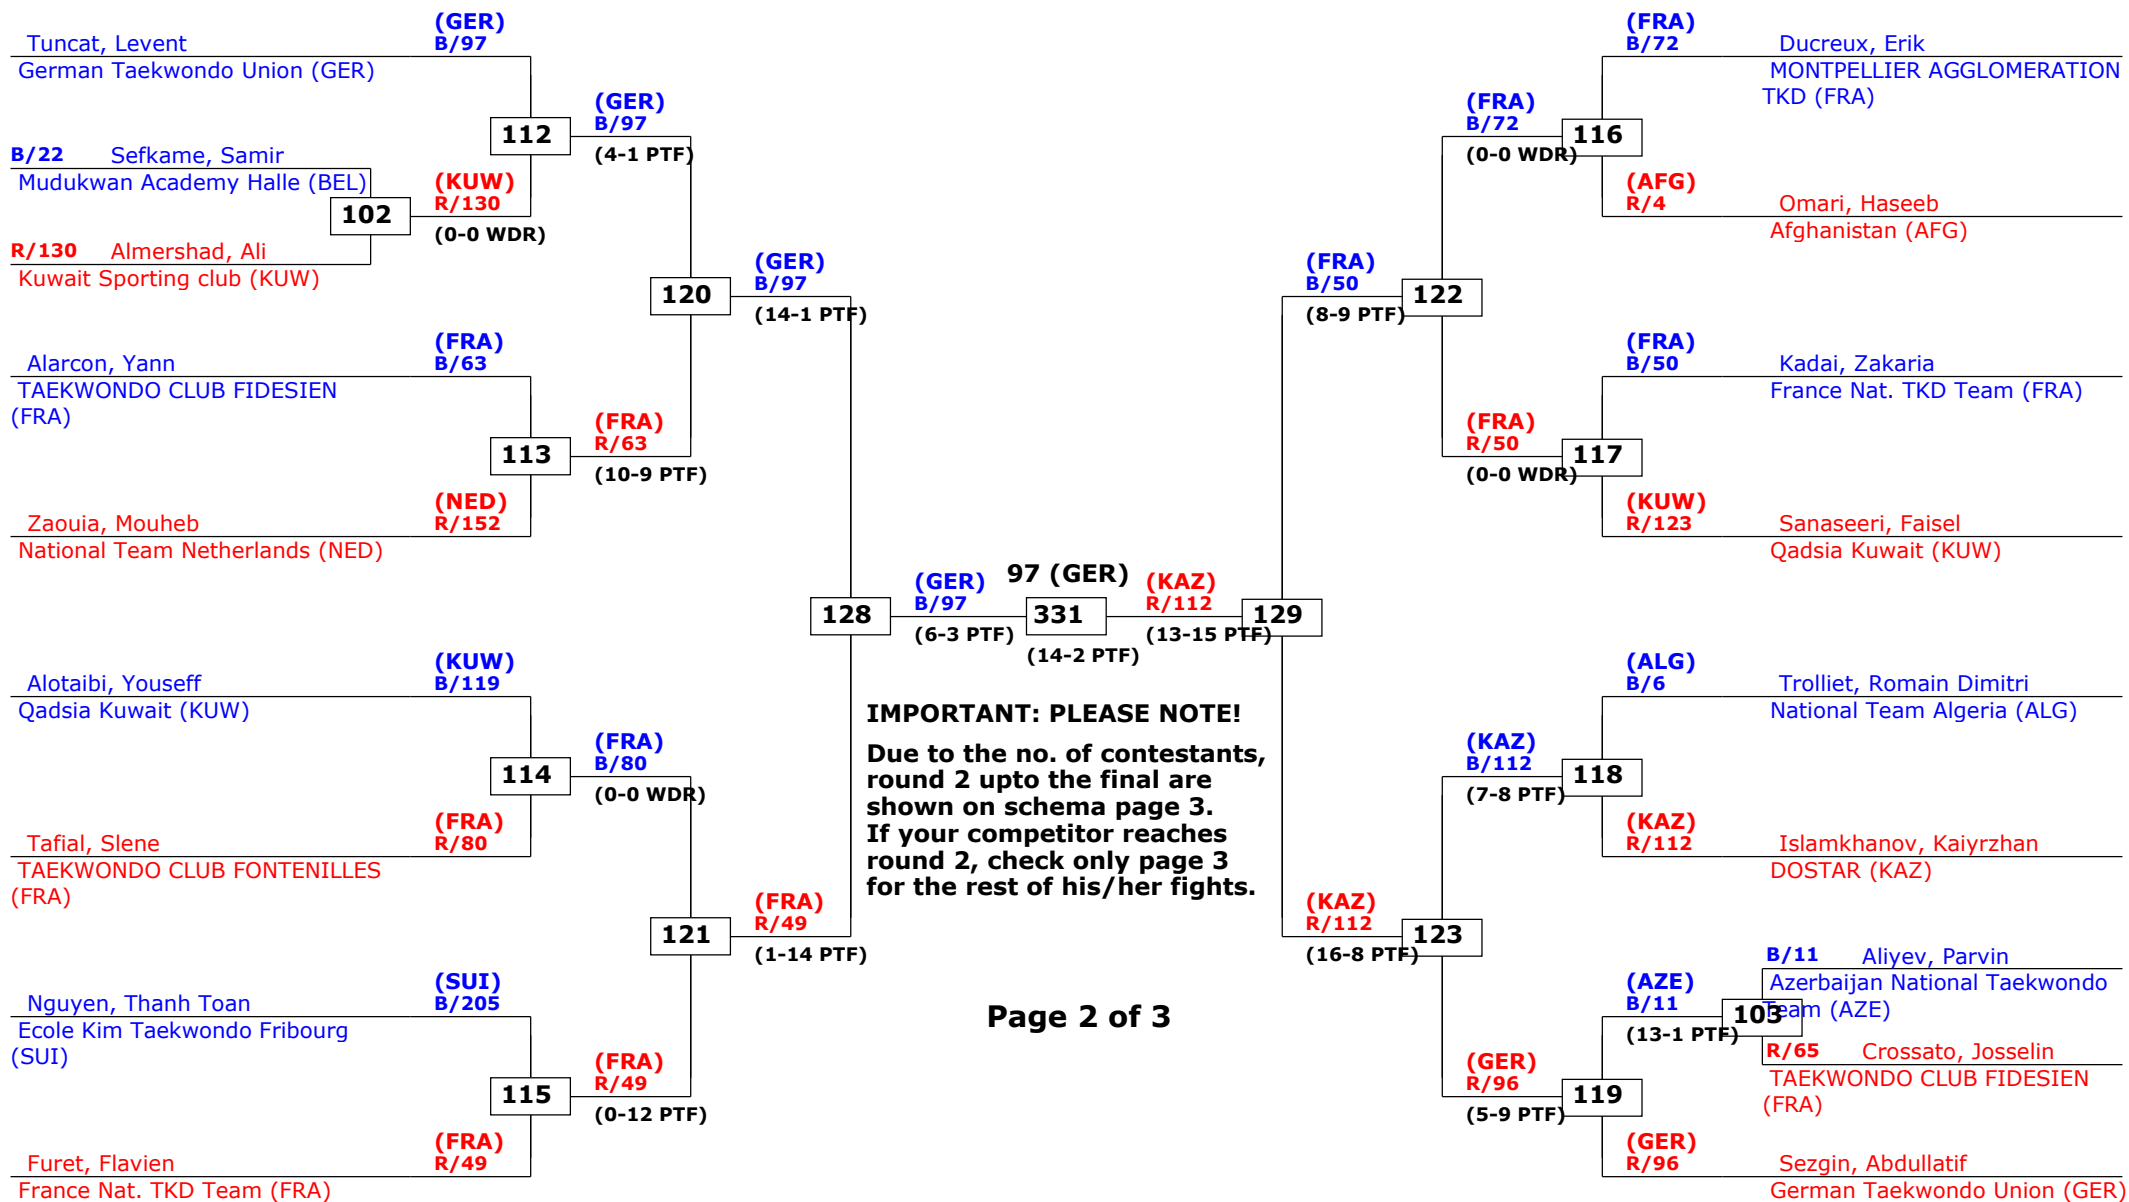 (GER)
Tuncat, Levent B/97
German Taekwondo Union (GER)
(GER)
B/97
112
(4-1 PTF)
B/22 Sefkame, Samir
Mudukwan Academy Halle (BEL)
(KUW)
R/130
102
(0-0 WDR)
R/130 Almershad, Ali
Kuwait Sporting club (KUW)
(GER)
B/97
120
(14-1 PTF)
(FRA)
Alarcon, Yann B/63
TAEKWONDO CLUB FIDESIEN
(FRA)
(FRA)
R/63
113
(10-9 PTF)
(NED)
Zaouia, Mouheb R/152
National Team Netherlands (NED)
(GER)
B/97
128
(6-3 PTF)
97 (GER)
331
(14-2 PTF)
(KAZ)
R/112
129
(13-15 PTF)
(KUW)
Alotaibi, Youseff B/119
Qadsia Kuwait (KUW)
(FRA)
B/80
114
(0-0 WDR)
(FRA)
Tafial, Slene R/80
TAEKWONDO CLUB FONTENILLES
(FRA)
(FRA)
R/49
121
(1-14 PTF)
(SUI)
Nguyen, Thanh Toan B/205
Ecole Kim Taekwondo Fribourg
(SUI)
(FRA)
R/49
115
(0-12 PTF)
(FRA)
Furet, Flavien R/49
France Nat. TKD Team (FRA)
IMPORTANT: PLEASE NOTE!
Due to the no. of contestants,
round 2 upto the final are
shown on schema page 3.
If your competitor reaches
round 2, check only page 3
for the rest of his/her fights.
Page 2 of 3
(FRA)
B/72 Ducreux, Erik
MONTPELLIER AGGLOMERATION
TKD (FRA)
(FRA)
B/72
116
(0-0 WDR)
(AFG)
R/4 Omari, Haseeb
Afghanistan (AFG)
(FRA)
B/50
122
(8-9 PTF)
(FRA)
B/50 Kadai, Zakaria
France Nat. TKD Team (FRA)
(FRA)
R/50
117
(0-0 WDR)
(KUW)
R/123 Sanaseeri, Faisel
Qadsia Kuwait (KUW)
(ALG)
B/6 Trolliet, Romain Dimitri
National Team Algeria (ALG)
(KAZ)
B/112
118
(7-8 PTF)
(KAZ)
R/112 Islamkhanov, Kaiyrzhan
DOSTAR (KAZ)
(KAZ)
R/112
123
(16-8 PTF)
B/11 Aliyev, Parvin
Azerbaijan National Taekwondo
Team (AZE)
(AZE)
B/11
103
(13-1 PTF)
R/65 Crossato, Josselin
TAEKWONDO CLUB FIDESIEN
(FRA)
(GER)
R/96
119
(5-9 PTF)
(GER)
R/96 Sezgin, Abdullatif
German Taekwondo Union (GER)